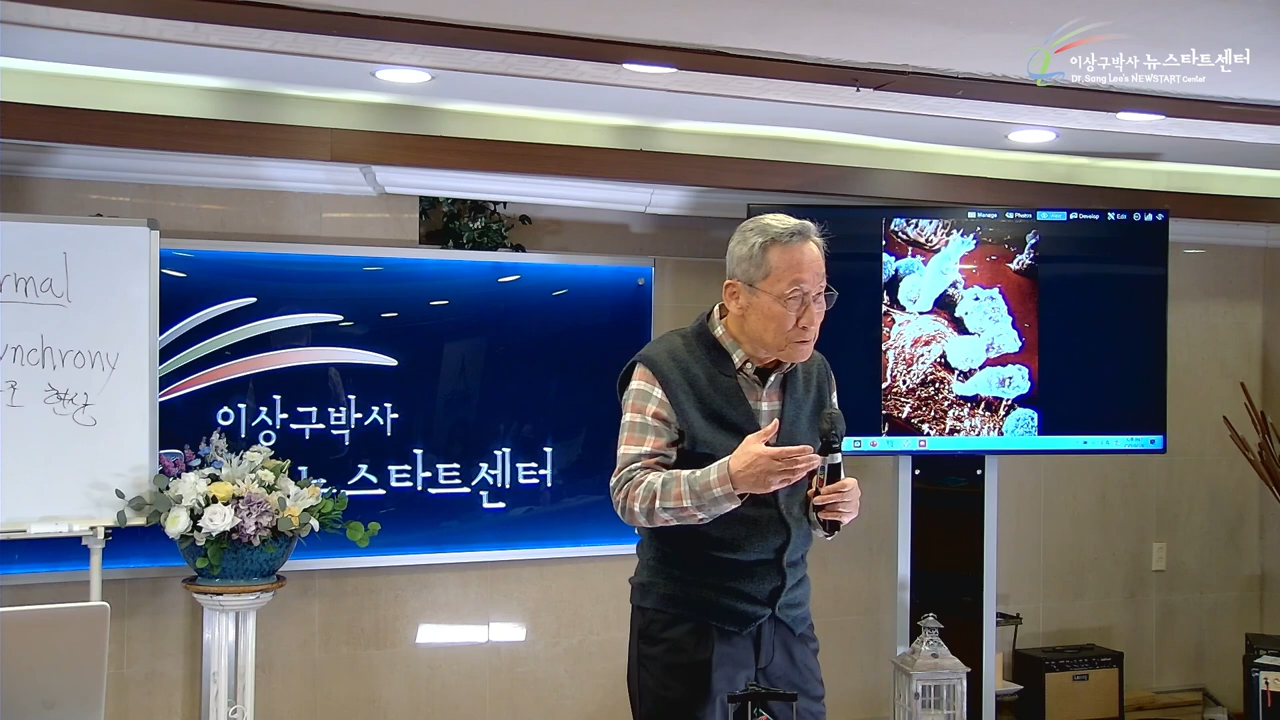 이상구박사 뉴스타트센터
Dr. Sang Lee's NEWSTART Center
Manage Photos View Develop Edit
rmal
ynchrony
현상
이상구박사
스타트센터